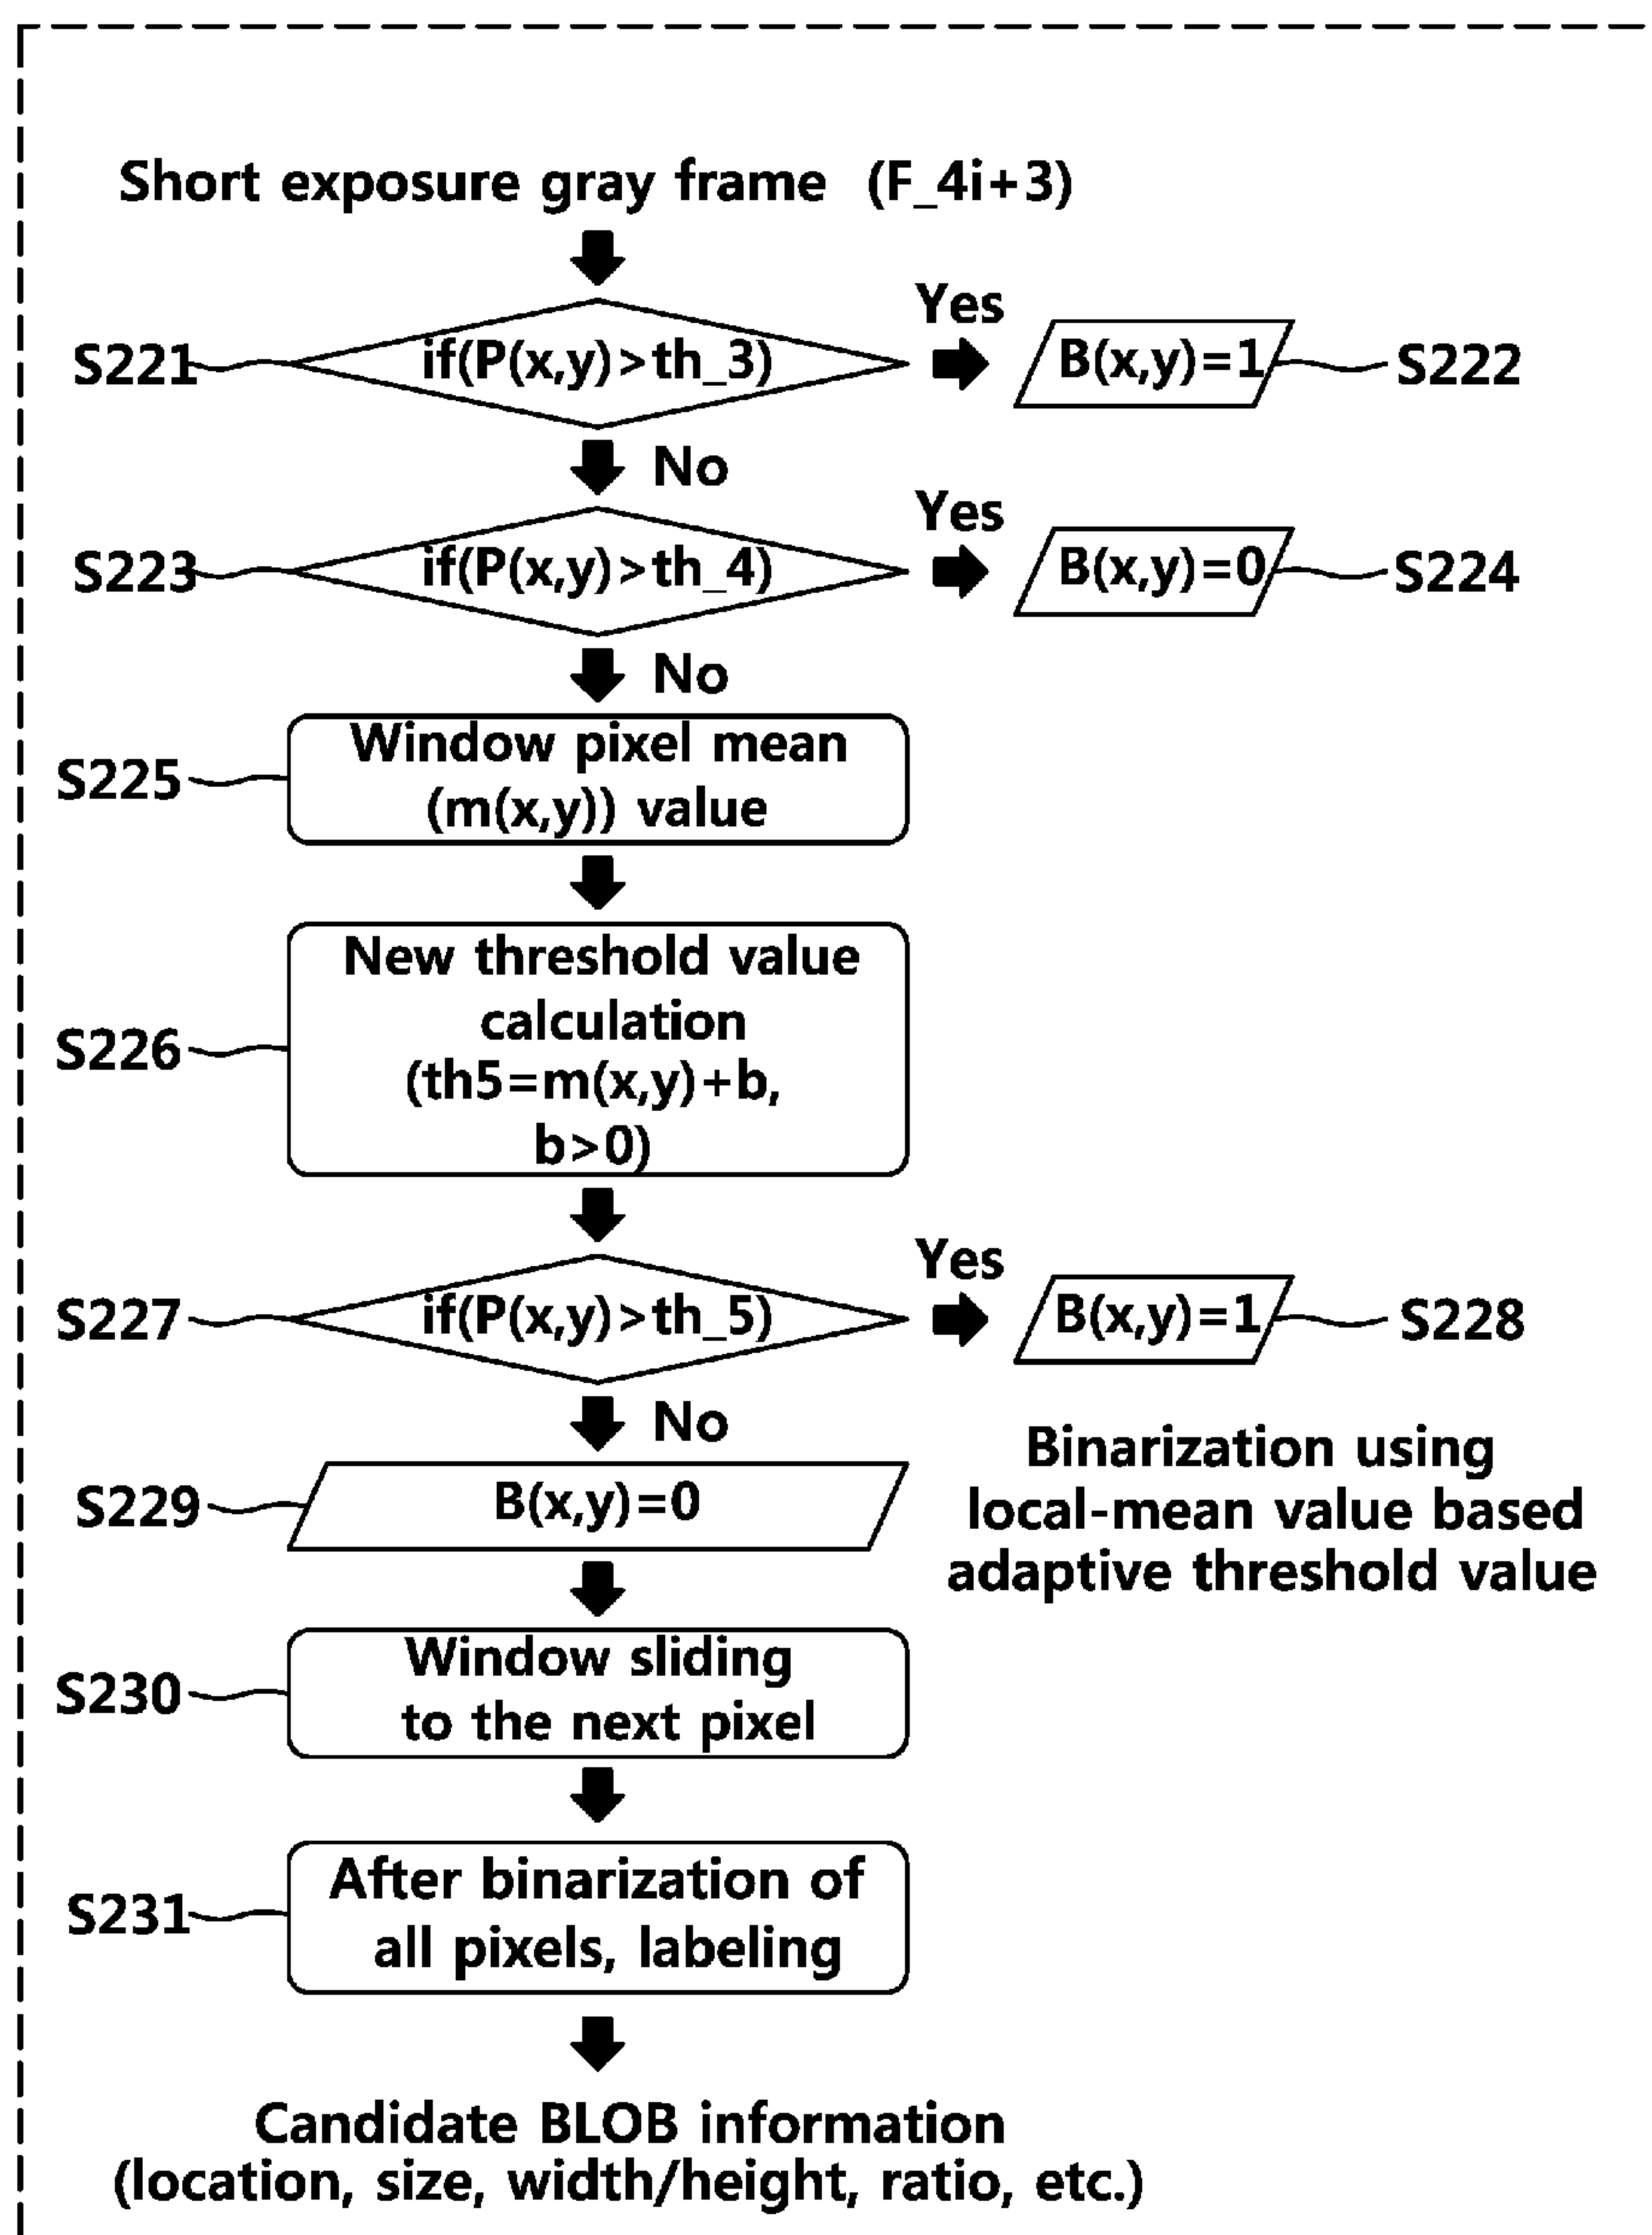 Short exposure gray frame (F_4i+3)
Yes
S221
if(P(x,y)>th_3)
B(x,y)=1
S222
No
Yes
S223
if(P(x,y)>th_4)
B(x,y)=0
S224
No
S225
Window pixel mean
(m(x,y)) value
S226
New threshold value
calculation
(th5=m(x,y)+b,
b>0)
Yes
S227
if(P(x,y)>th_5)
B(x,y)=1
S228
No
S229
B(x,y)=0
Binarization using
local-mean value based
adaptive threshold value
S230
Window sliding
to the next pixel
S231
After binarization of
all pixels, labeling
Candidate BLOB information
(location, size, width/height, ratio, etc.)